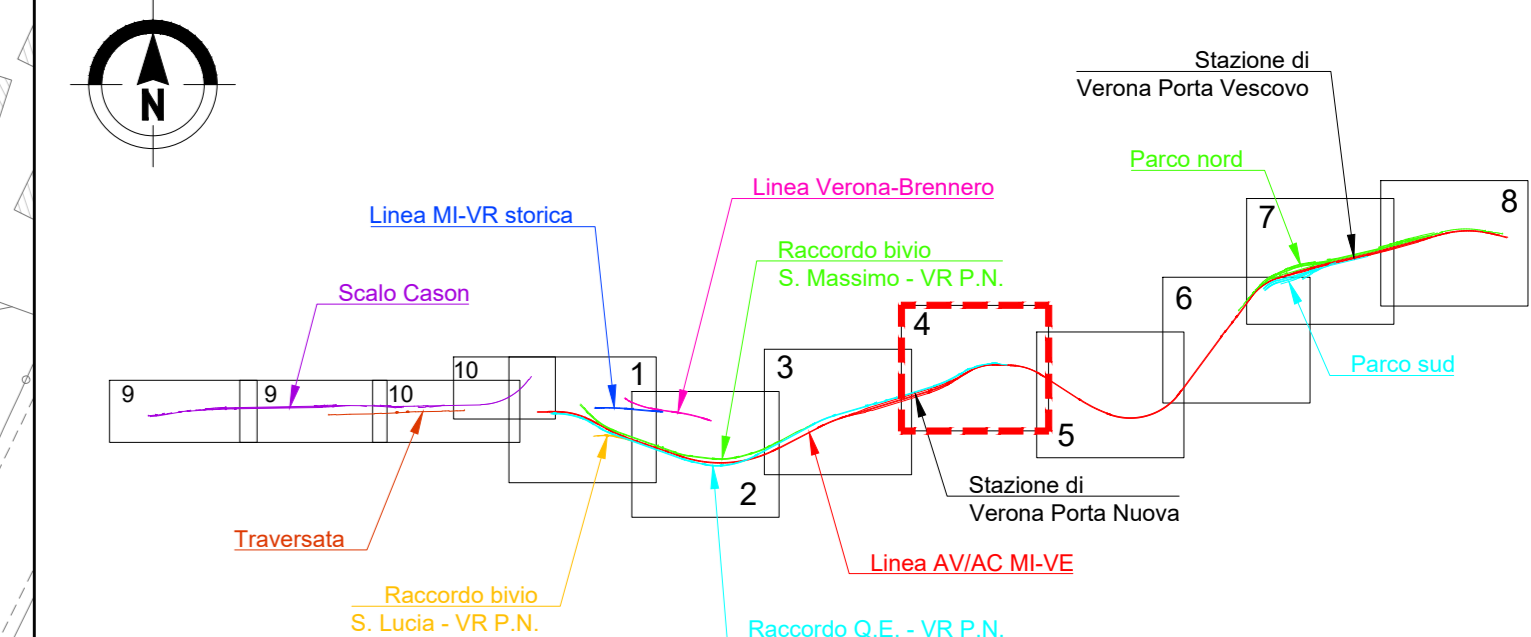 N
Stazione di
Verona Porta Vescovo
Parco nord
Linea Verona-Brennero
Linea MI-VR storica
Raccordo bivio
S. Massimo - VR P.N.
Scalo Cason
8
7
6
4
3
10
1
9
9
10
Parco sud
5
2
Stazione di
Verona Porta Nuova
Traversata
Linea AV/AC MI-VE
Raccordo bivio
S. Lucia - VR P.N.
Raccordo Q.E. - VR P.N.